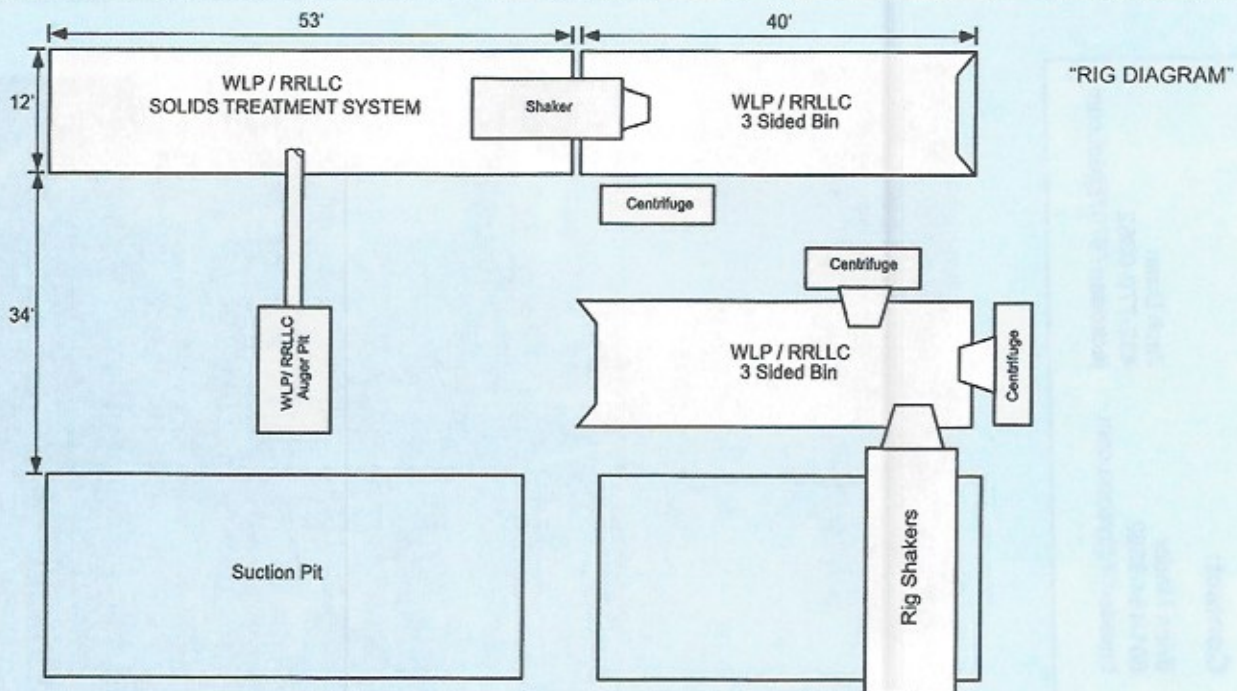 53'
40'
"RIG DIAGRAM"
12'
WLP / RRLLC
SOLIDS TREATMENT SYSTEM
Shaker
WLP / RRLLC
3 Sided Bin
Centrifuge
Centrifuge
34'
WLP/ RRLLC
Auger Pit
WLP / RRLLC
3 Sided Bin
Centrifuge
Suction Pit
Rig Shakers
Contact: